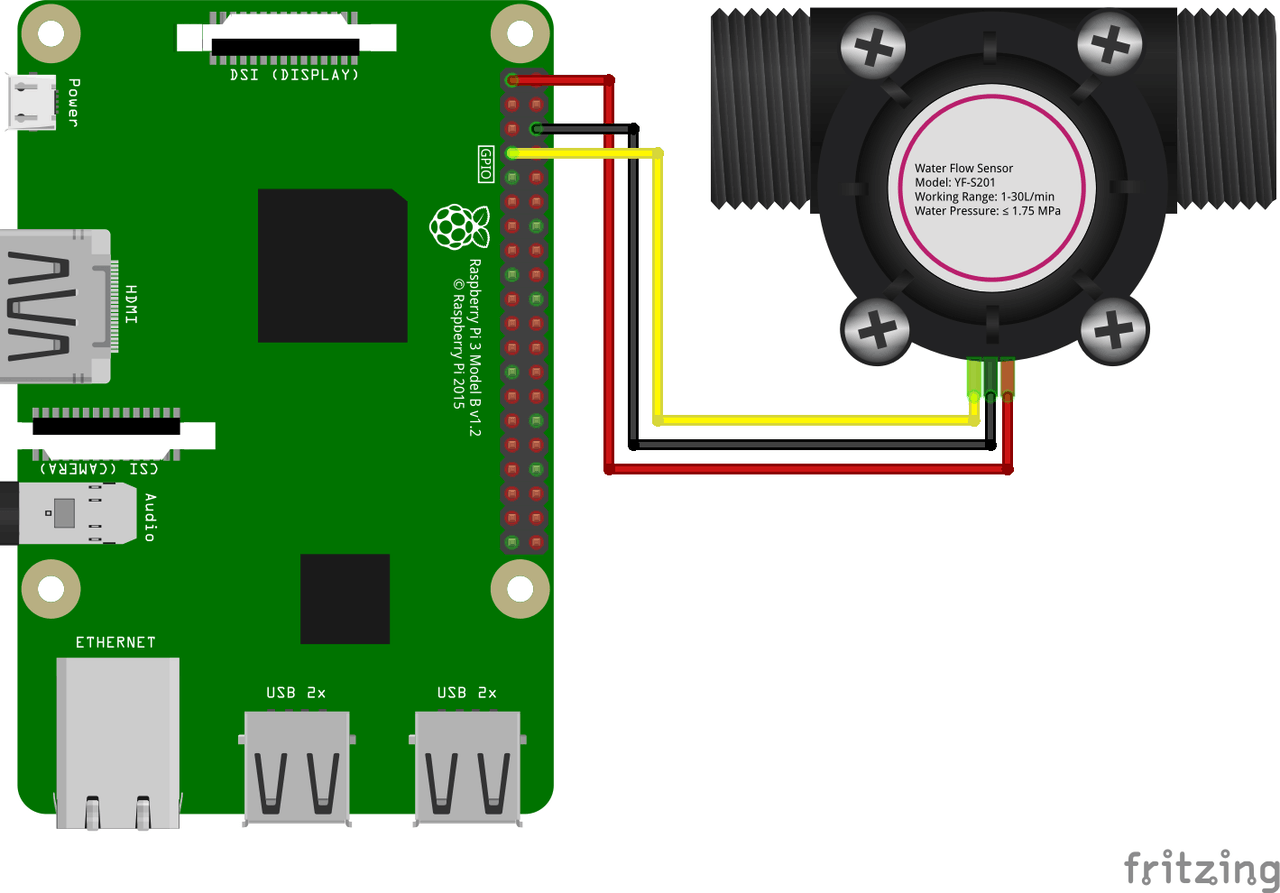 DSI (DISPLAY)
Power
GPIO
Raspberry Pi 3 Model B v1.2
© Raspberry Pi 2015
HDMI
CSI (CAMERA)
Audio
ETHERNET
USB 2x
USB 2x
Water Flow Sensor
Model: YF-S201
Working Range: 1-30L/min
Water Pressure: ≤ 1.75 MPa
fritzing